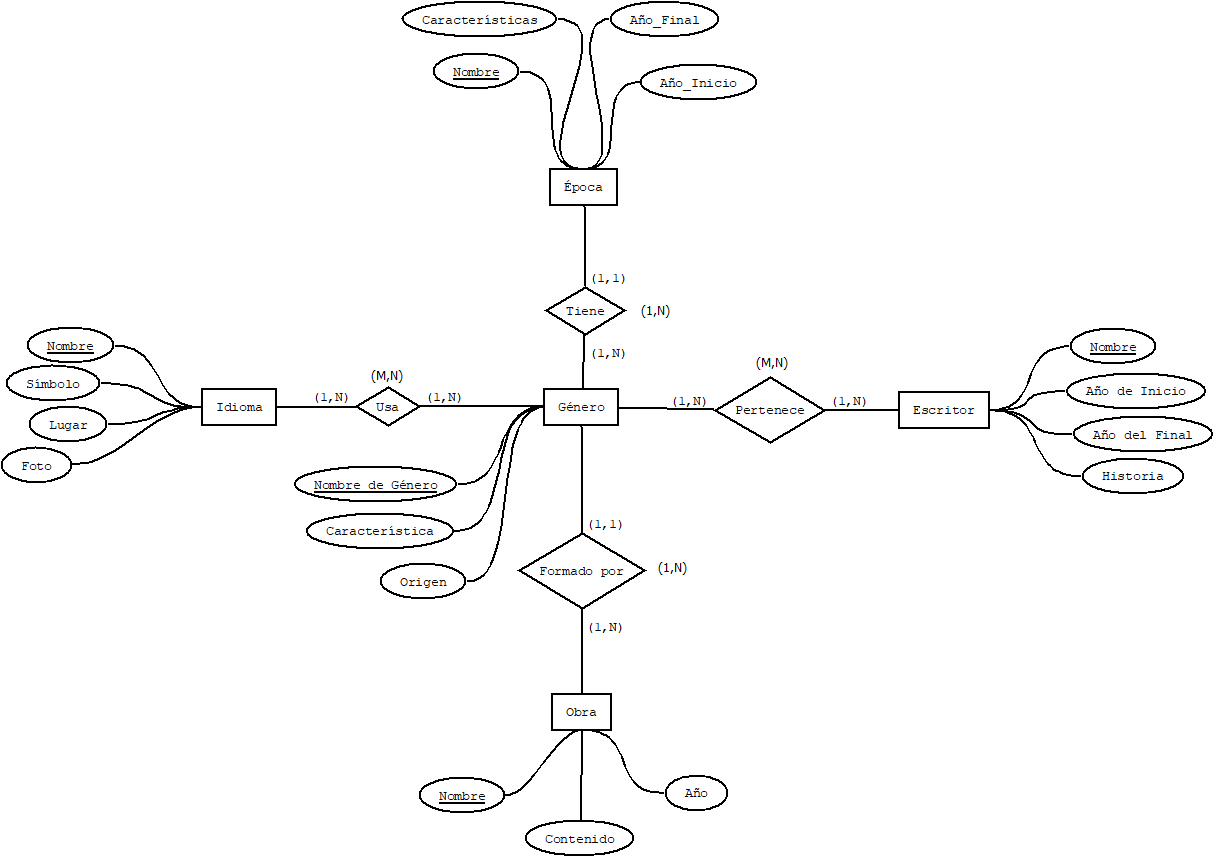 Características
Año_Final
Nombre
Año_Inicio
Época
(1,1)
Tiene
(1,N)
(1,N)
Nombre
Símbolo
Lugar
Foto
Idioma
(1,N)
(M,N)
Usa
(1,N)
Género
(1,N)
(M,N)
Pertenece
(1,N)
Escritor
Nombre
Año de Inicio
Año del Final
Historia
Nombre de Género
Característica
Origen
(1,1)
Formado por
(1,N)
(1,N)
Obra
Nombre
Año
Contenido